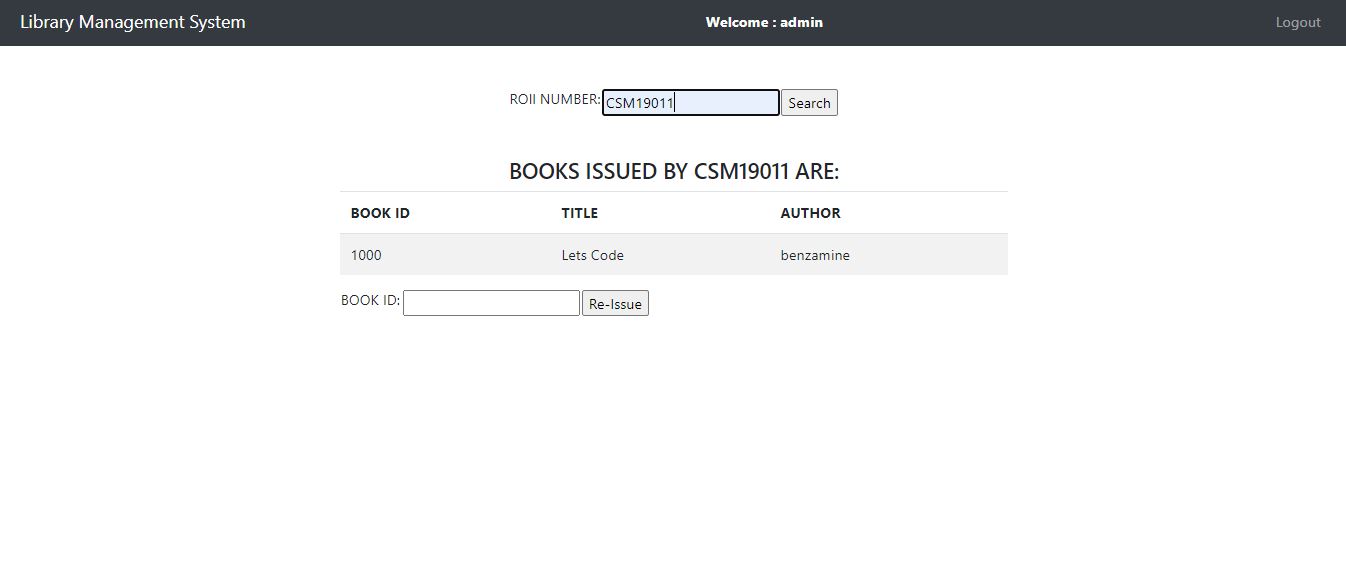 Library Management System Welcome : admin Logout
ROll NUMBER: CSM19011 Search
BOOKS ISSUED BY CSM19011 ARE:
BOOK ID TITLE AUTHOR
1000 Lets Code benzamine
BOOK ID: Re-Issue